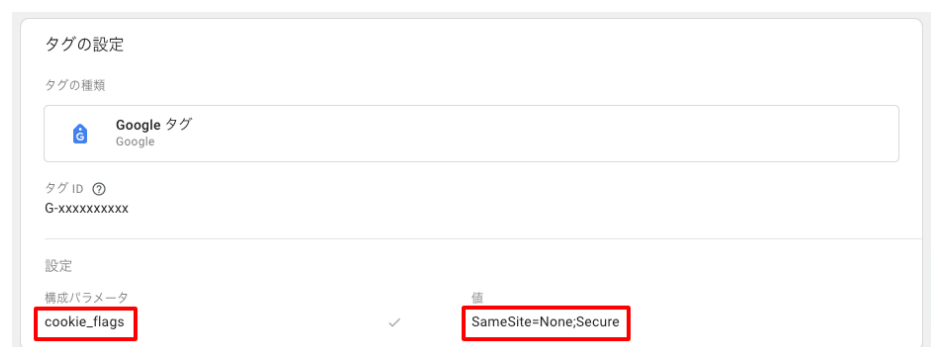 タグの設定
タグの種類
Google タグ
Google
タグ ID
G-xxxxxxxxxx
設定
構成パラメータ 値
cookie_flags SameSite=None;Secure